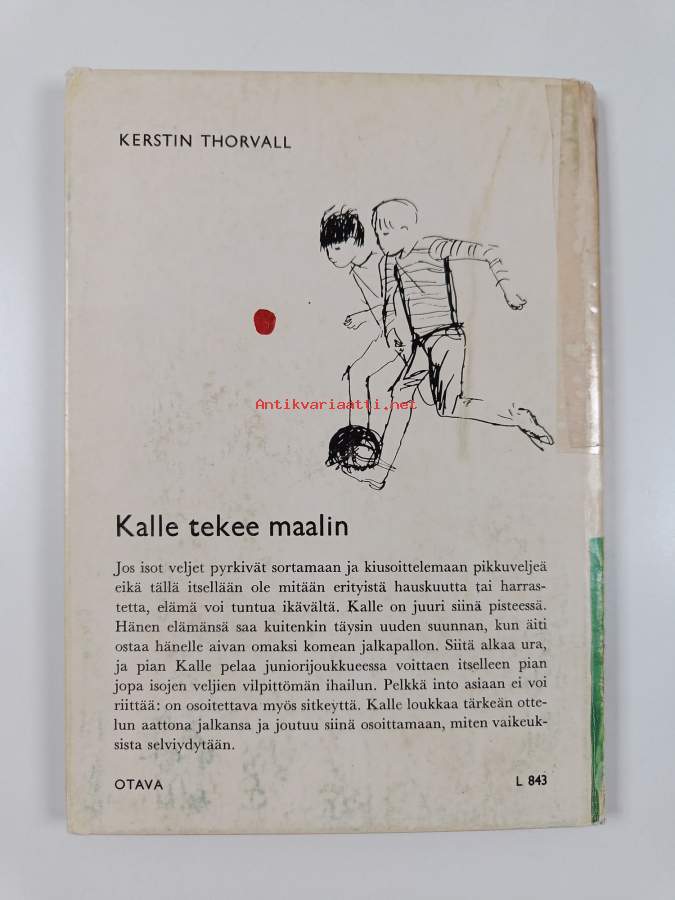 KERSTIN THORVALL
Antikvariaatti.net
Kalle tekee maalin
Jos isot veljet pyrkivät sortamaan ja kiusoittelemaan pikkuveljeä
eikä tällä itsellään ole mitään erityistä hauskuutta tai harras-
tetta, elämä voi tuntua ikävältä. Kalle on juuri siinä pisteessä.
Hänen elämänsä saa kuitenkin täysin uuden suunnan, kun äiti
ostaa hänelle aivan omaksi komean jalkapallon. Siitä alkaa ura,
ja pian Kalle pelaa juniorijoukkueessa voittaen itselleen pian
jopa isojen veljien vilpittömän ihailun. Pelkkä into asiaan ei voi
riittää: on osoitettava myös sitkeyttä. Kalle loukkaa tärkeän otte-
lun aattona jalkansa ja joutuu siinä osoittamaan, miten vaikeuk-
sista selviydytään.
OTAVA
L 843